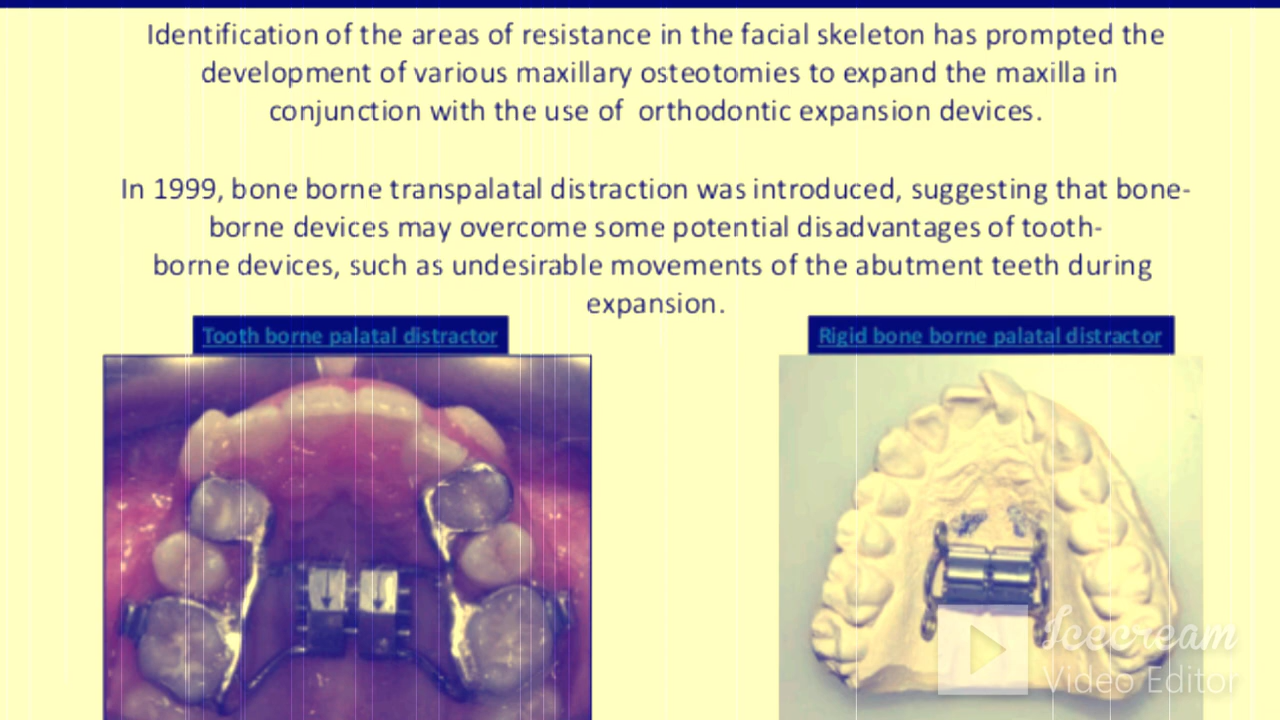 Identification of the areas of resistance in the facial skeleton has prompted the
development of various maxillary osteotomies to expand the maxilla in
conjunction with the use of  orthodontic expansion devices.
In 1999, bone borne transpalatal distraction was introduced, suggesting that bone-
borne devices may overcome some potential disadvantages of tooth-
borne devices, such as undesirable movements of the abutment teeth during
expansion.
Tooth borne palatal distractor
Rigid bone borne palatal distractor
Icecream
Video Editor